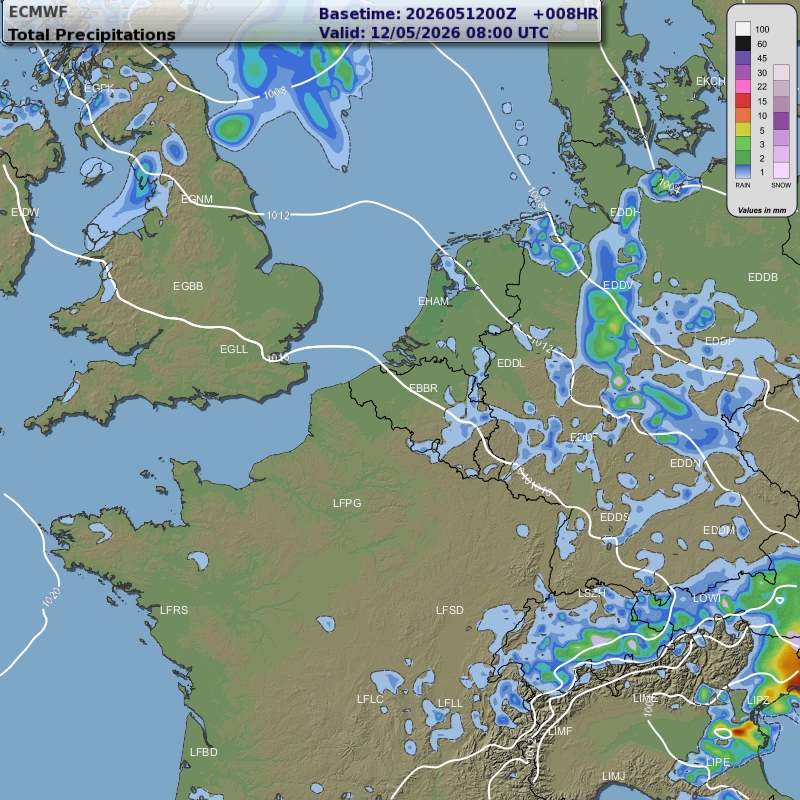 ECMWF
Basetime: 2026051200Z +008HR
Total Precipitations
Valid: 12/05/2026 08:00 UTC
100
60
45
30
22
15
10
5
3
2
1
RAIN
SNOW
Values in mm
EGPK
EKCH
1008
EIDW
EGNM
1012
1008
EDDH
EGBB
EDDV
EDDB
EHAM
EGLL
1012
EDDP
EDDL
EBBR
EDDF
EDDN
LFPG
EDDS
EDDM
1020
LSZH
LOWI
LFRS
LFSD
LFLC
LFLL
LIML
LIPZ
LIMF
LFBD
LIPE
LIMJ